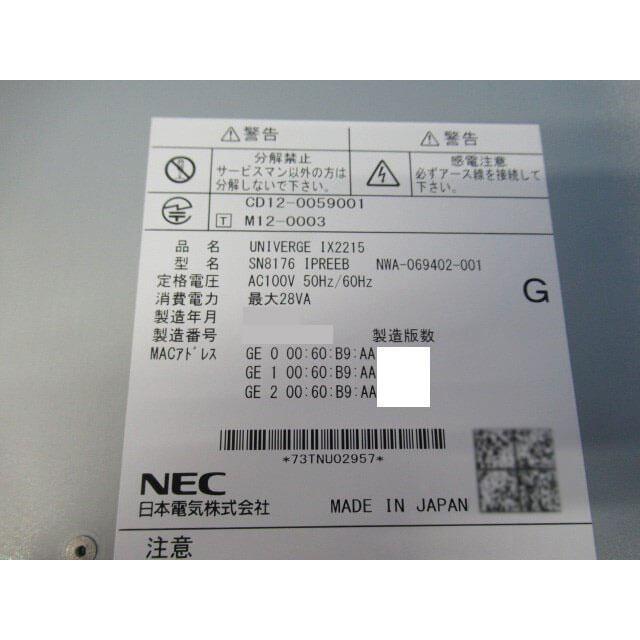 ⚠警告 ⚠警告
分解禁止
サービスマン以外の方は
分解しないで下さい。
感電注意
必ずアース線を接続して
下さい。
CD12-0059001
T M12-0003
品 名 UNIVERGE IX2215
型 名 SN8176 IPREEB NWA-069402-001
定格電圧 AC100V 50Hz/60Hz
G
消費電力 最大28VA
製造年月
製造番号 製造版数
MACｱﾄﾞﾚｽ GE 0 00:60:B9:AA
GE 1 00:60:B9:AA
GE 2 00:60:B9:AA
*73TNU02957*
NEC
日本電気株式会社 MADE IN JAPAN
注意